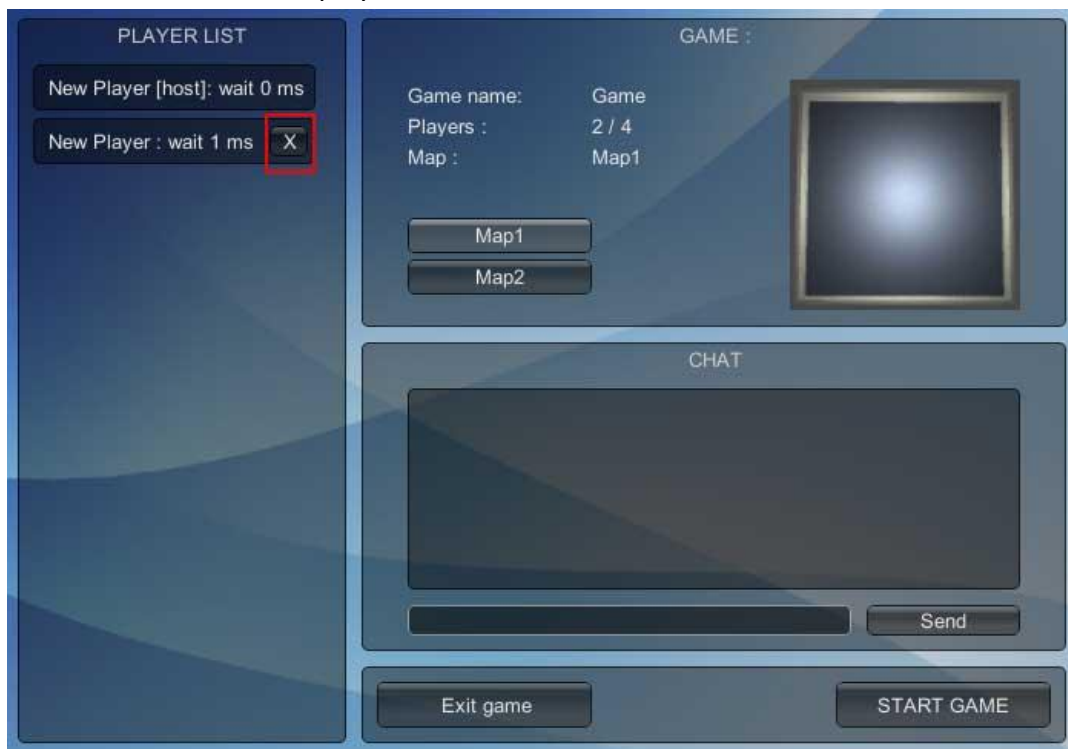 PLAYER LIST
New Player [host]: wait 0 ms
New Player : wait 1 ms X
GAME :
Game name: Game
Players : 2 / 4
Map : Map1
Map1
Map2
CHAT
Send
Exit game
START GAME